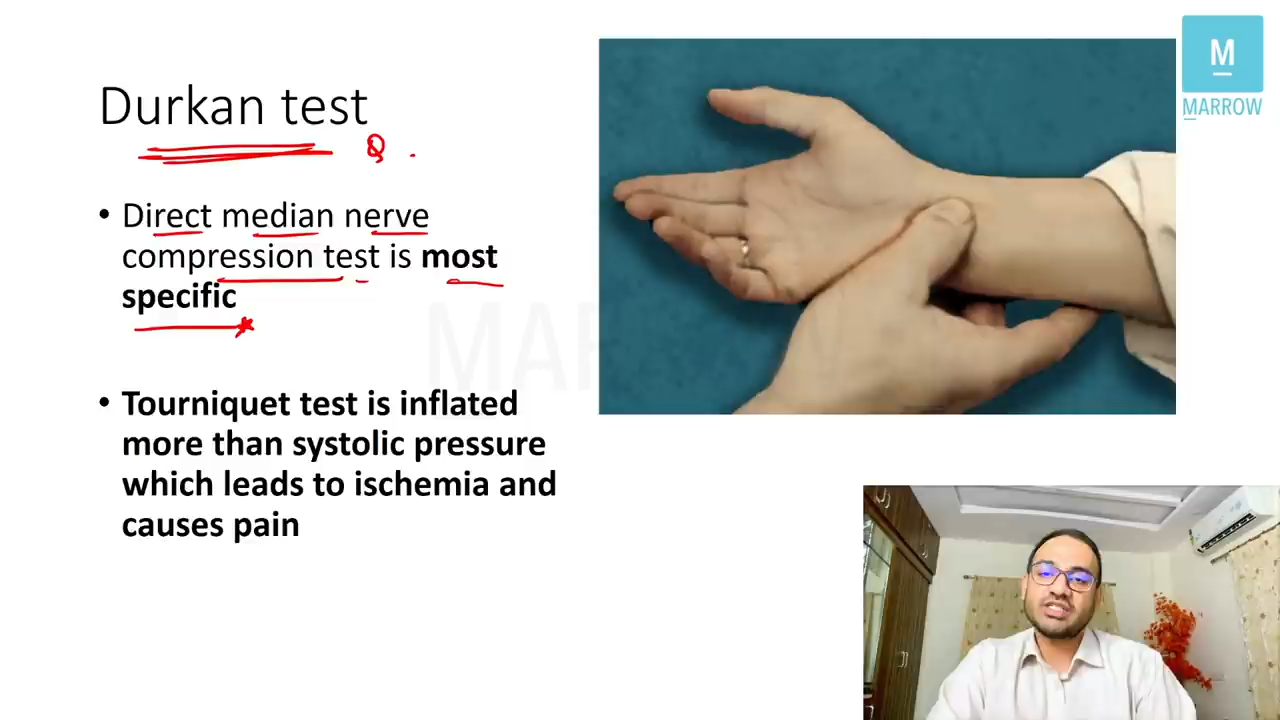 Durkan test
Q
• Direct median nerve
compression test is most
specific
• Tourniquet test is inflated
more than systolic pressure
which leads to ischemia and
causes pain
M
MARROW
MARROW